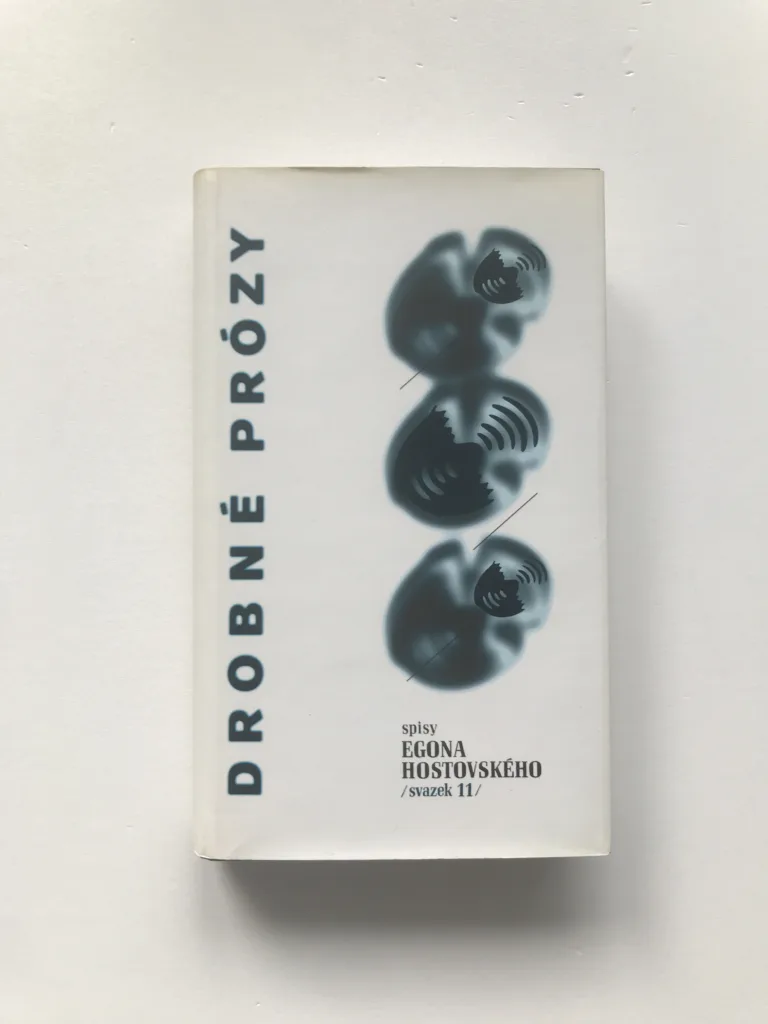 DROBNÉ PRÓZY
spisy
EGONA
HOSTOVSKÉHO
/svazek 11/